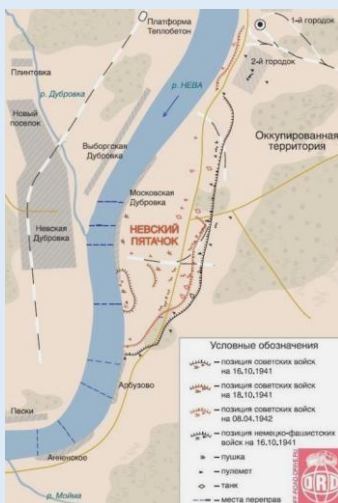 Платформа
Теплобетон
1-й городок
2-й городок
Плинтовка
р. Дубровка
р. НЕВА
Новый
поселок
Выборгская
Дубровка
Оккупированная
территория
Московская
Дубровка
НЕВСКИЙ
ПЯТАЧОК
Невская
Дубровка
Арбузово
Пески
Анненское
р. Мойка
Условные обозначения
– позиция советских войск
на 16.10.1941
– позиция советских войск
на 18.10.1941
– позиция советских войск
на 08.04.1942
– позиция немецко-фашистских
войск на 16.10.1941
– пушка
– пулемет
– танк
– места переправ
ORD